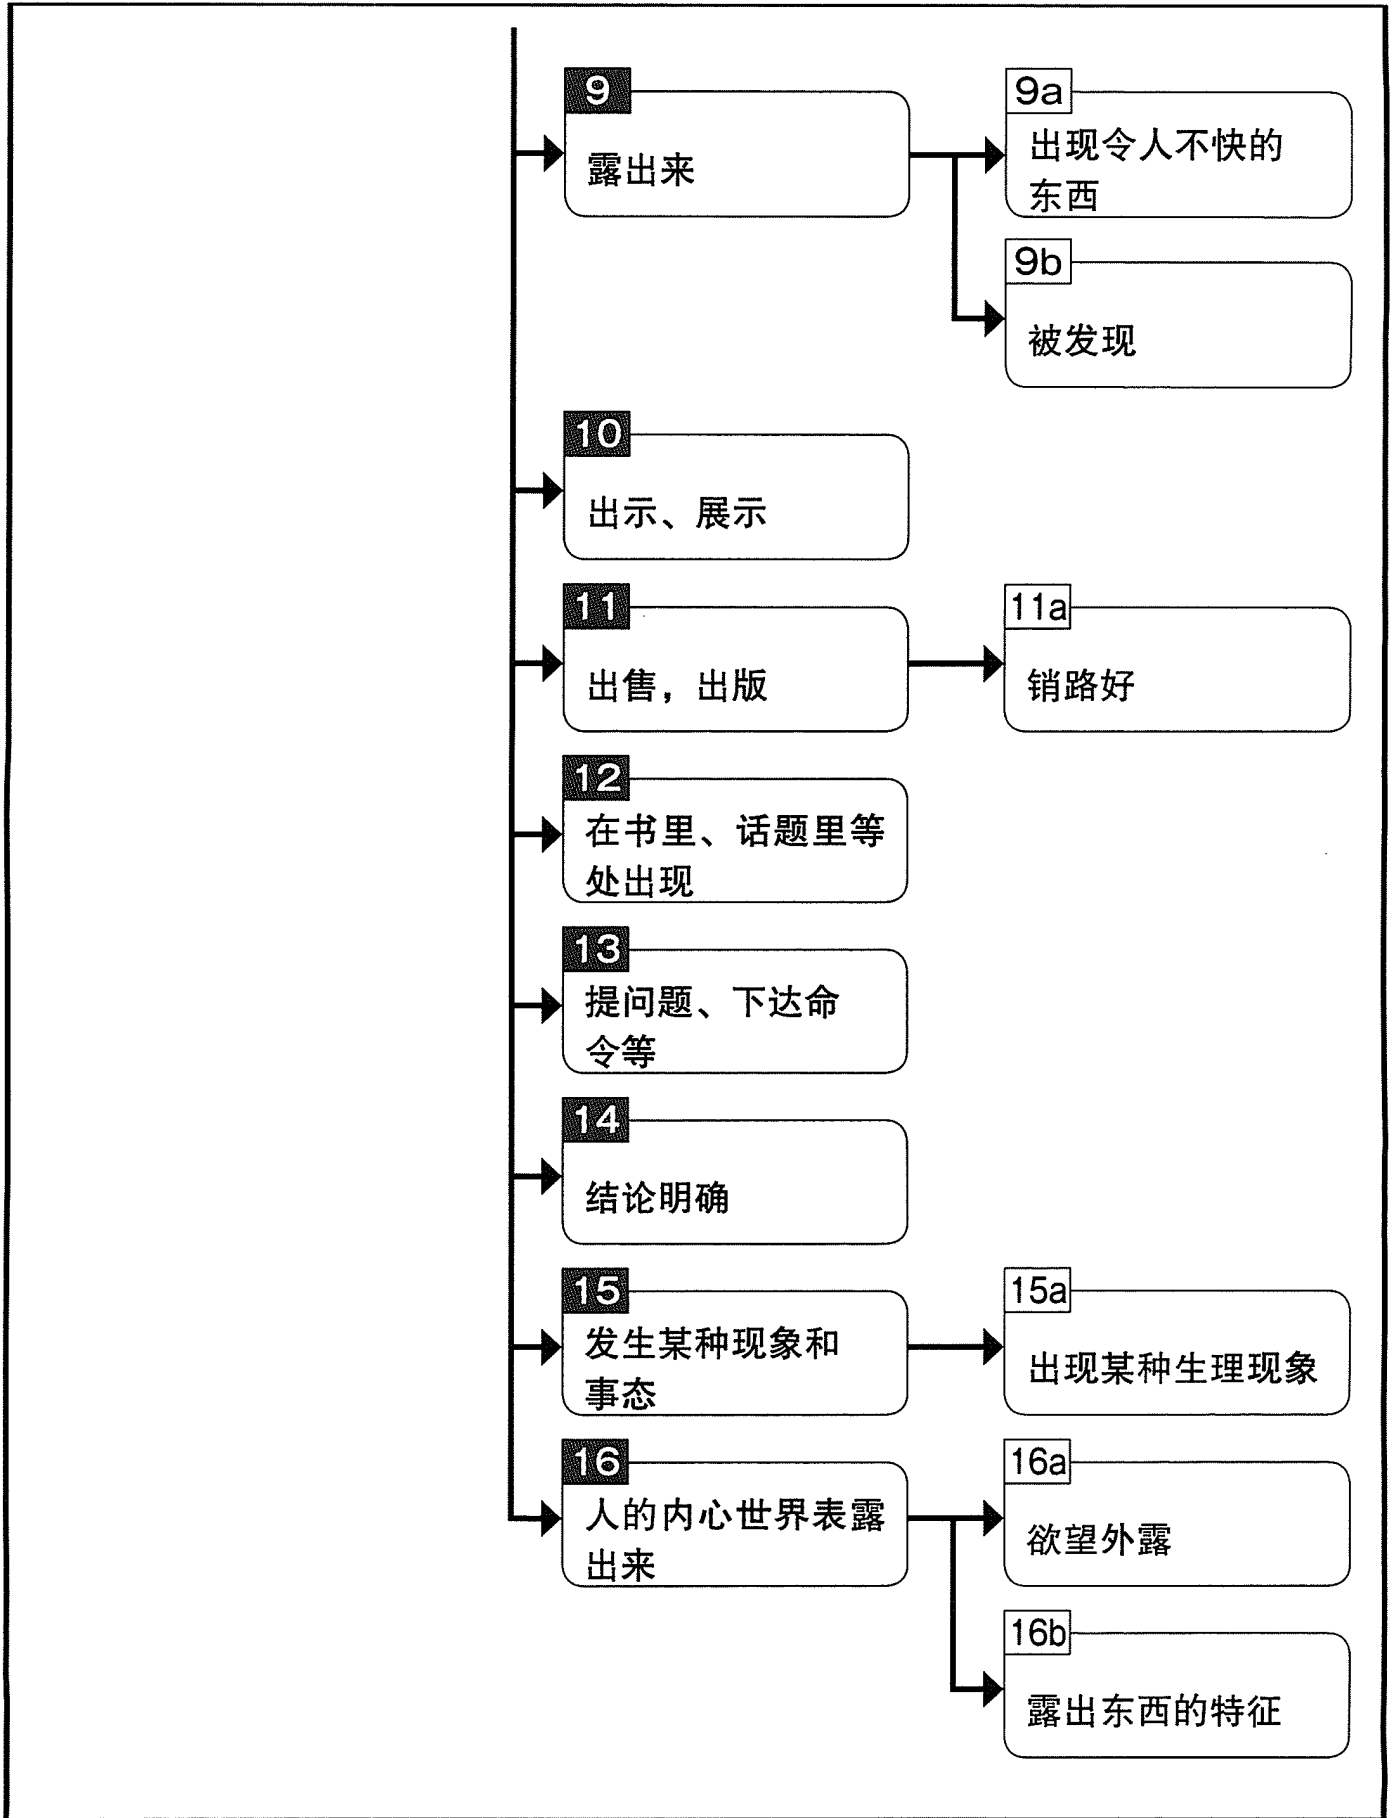 9
露出来
9a
出现令人不快的
东西
9b
被发现
10
出示、展示
11
出售，出版
11a
销路好
12
在书里、话题里等
处出现
13
提问题、下达命
令等
14
结论明确
15
发生某种现象和
事态
15a
出现某种生理现象
16
人的内心世界表露
出来
16a
欲望外露
16b
露出东西的特征